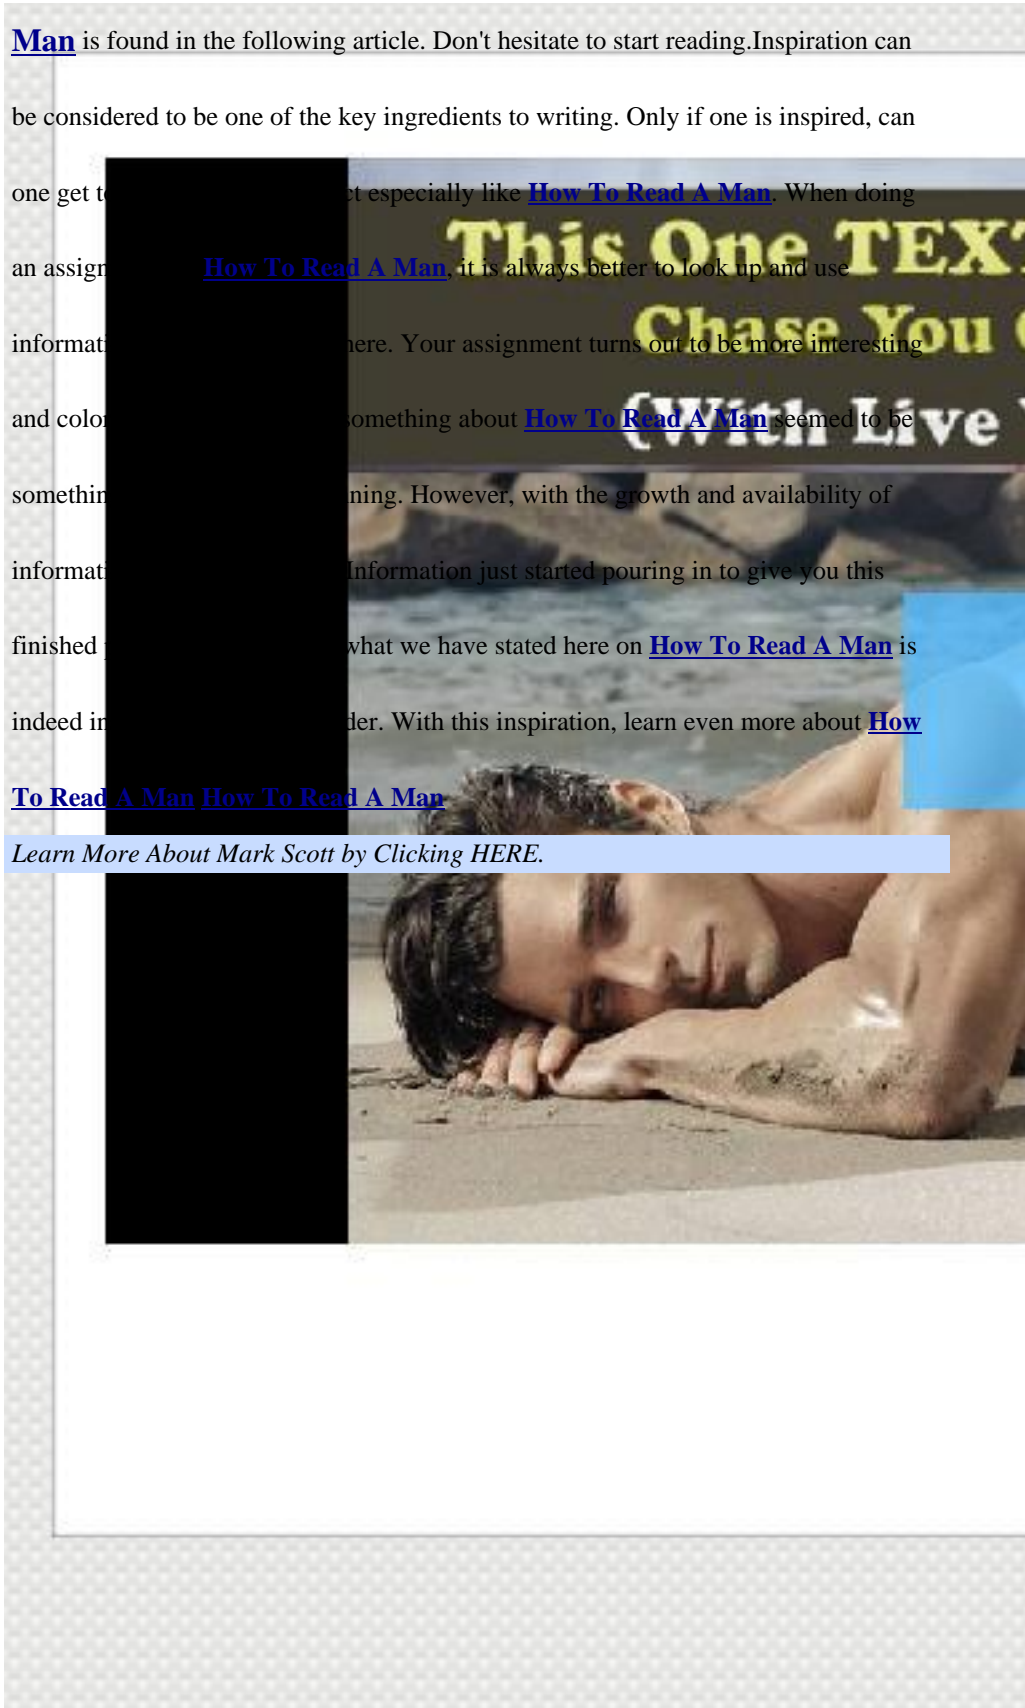 Man is found in the following article. Don't hesitate to start reading.Inspiration can
be considered to be one of the key ingredients to writing. Only if one is inspired, can
one get t ct especially like How To Read A Man. When doing
This One TEXT
an assign How To Read A Man, it is always better to look up and use
Chase You
informati here. Your assignment turns out to be more interesting
and color something about How To Read A Man seemed to be
(With Live
somethin ning. However, with the growth and availability of
informati Information just started pouring in to give you this
finished what we have stated here on How To Read A Man is
indeed in der. With this inspiration, learn even more about How
To Read A Man How To Read A Man
Learn More About Mark Scott by Clicking HERE.